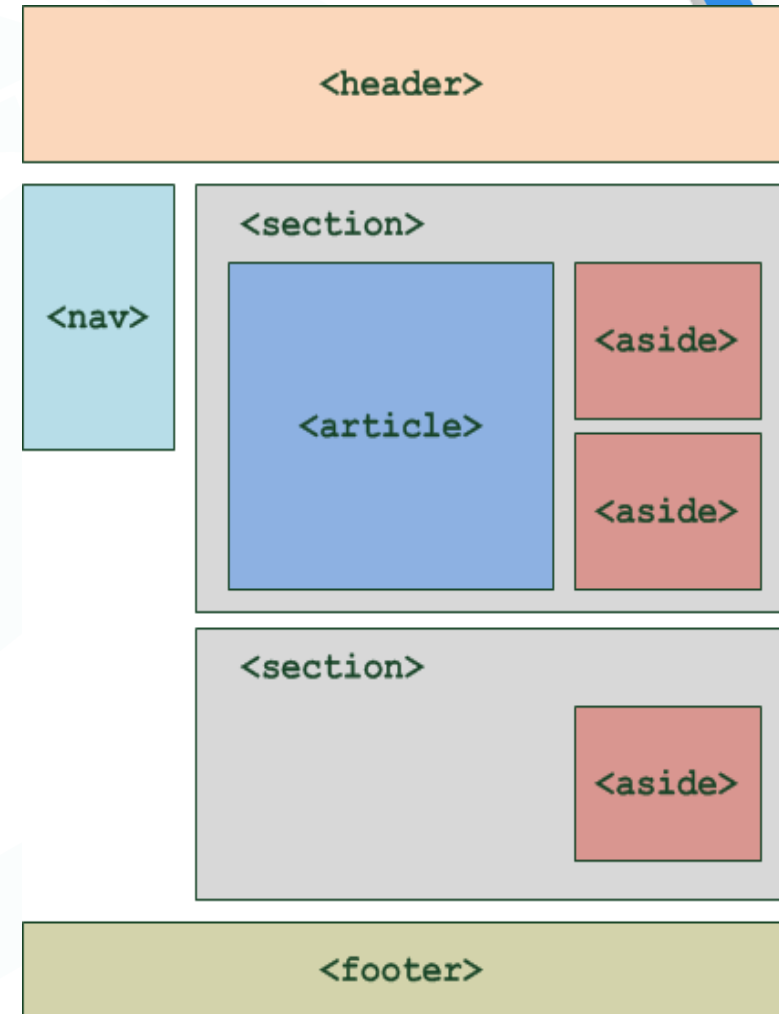 <header>
<nav>
<section>
<article>
<aside>
<aside>
<section>
<aside>
<footer>